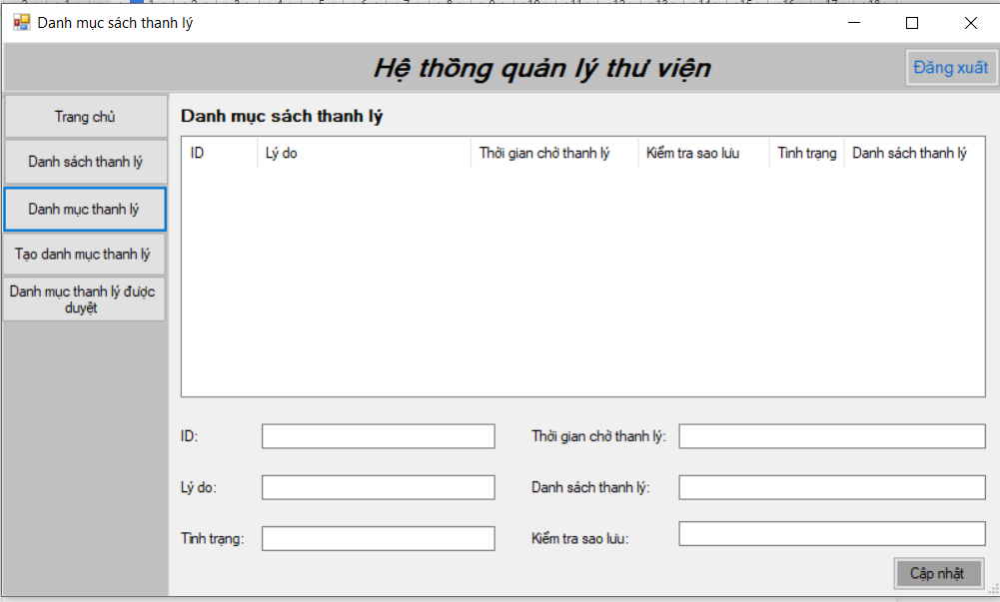 Danh mục sách thanh lý
Hệ thồng quản lý thư viện
Đăng xuất
Trang chủ
Danh sách thanh lý
Danh mục thanh lý
Tạo danh mục thanh lý
Danh mục thanh lý được
duyệt
Danh mục sách thanh lý
ID Lý do Thời gian chờ thanh lý Kiểm tra sao lưu Tình trạng Danh sách thanh lý
ID:
Thời gian chờ thanh lý:
Lý do:
Danh sách thanh lý:
Tình trạng:
Kiểm tra sao lưu:
Cập nhật